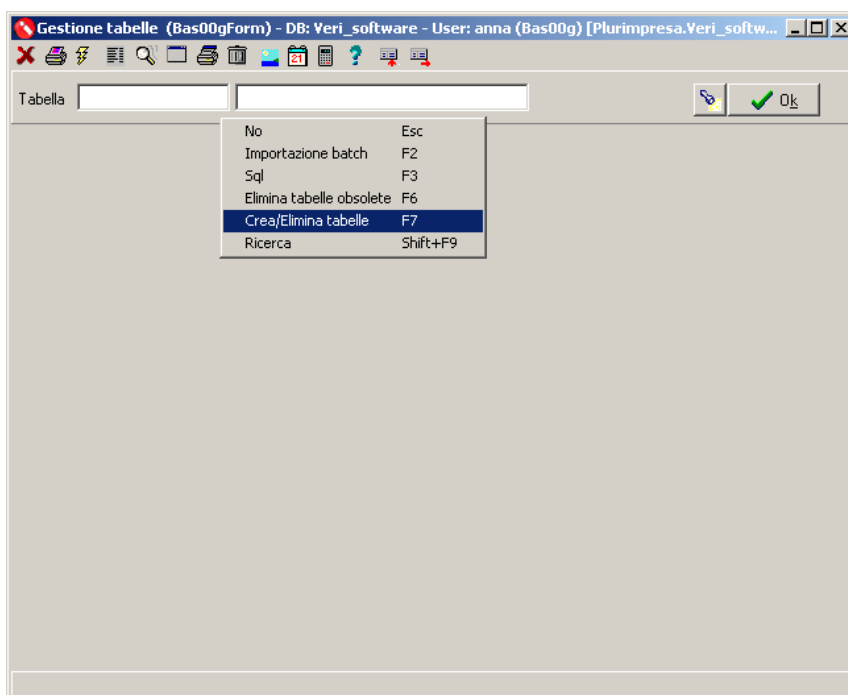 Gestione tabelle (Bas00gForm) - DB: Veri_software - User: anna (Bas00g) [Plurimpresa.Veri_softw...
21
Tabella
Ok
No Esc
Importazione batch F2
Sql F3
Elimina tabelle obsolete F6
Crea/Elimina tabelle F7
Ricerca Shift+F9